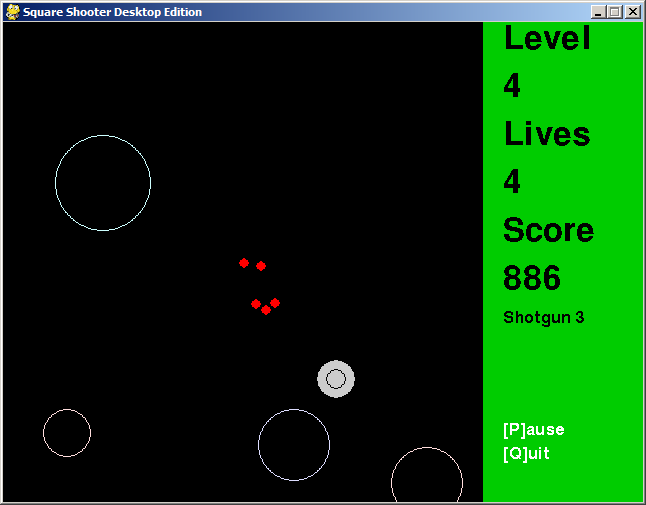 Square Shooter Desktop Edition
Level
4
Lives
4
Score
886
Shotgun 3
[P]ause
[Q]uit